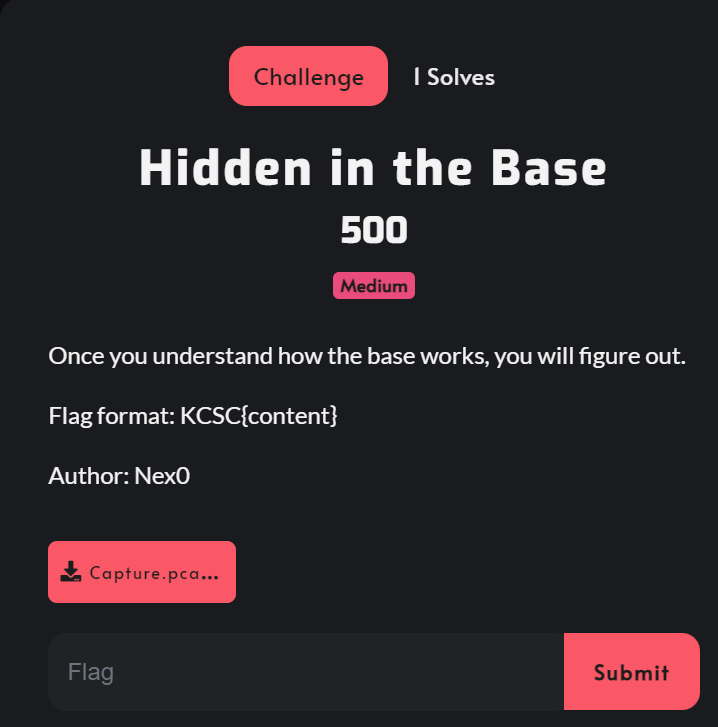 Challenge
1 Solves
Hidden in the Base
500
Medium
Once you understand how the base works, you will figure out.
Flag format: KCSC{content}
Author: Nex0
Capture.pca...
Flag
Submit